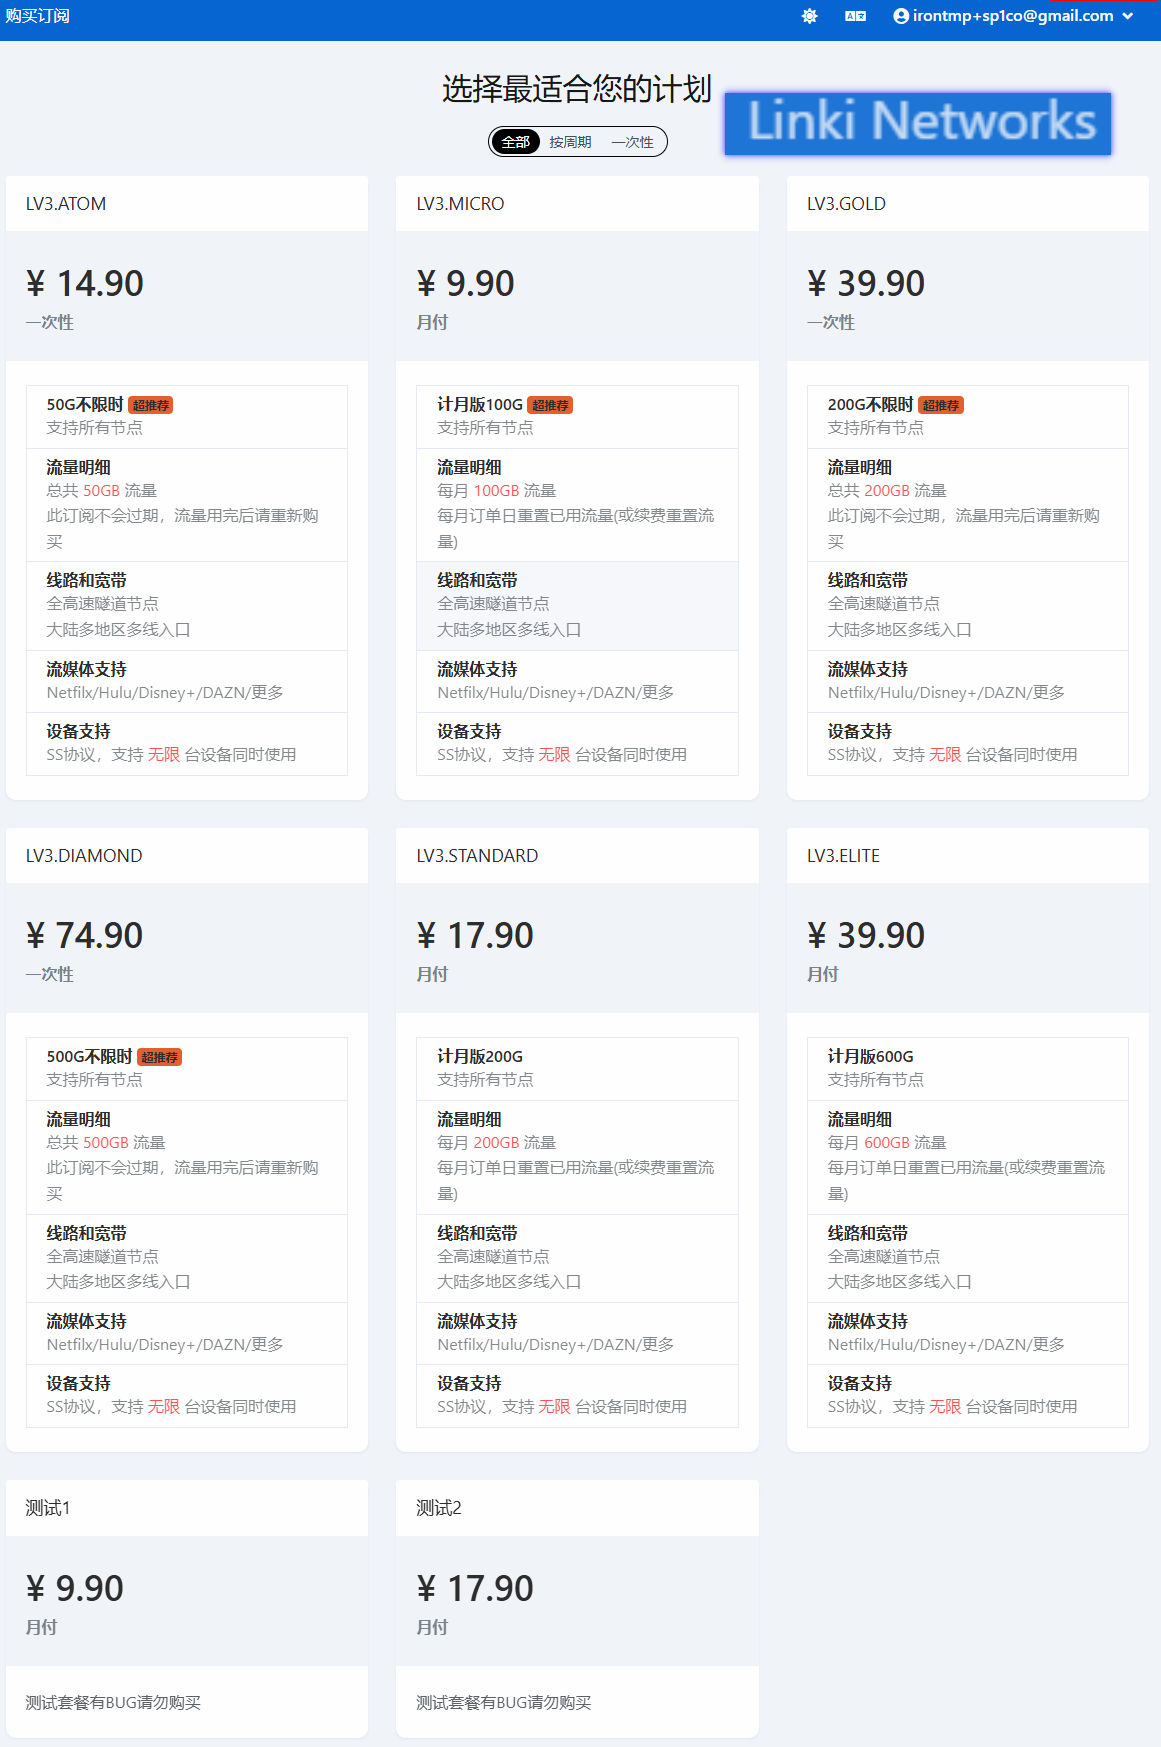 购买订阅
irontmp+sp1co@gmail.com
选择最适合您的计划
Linki Networks
全部 按周期 一次性
LV3.ATOM
¥ 14.90
一次性
50G不限时 超推荐
支持所有节点
流量明细
总共 50GB 流量
此订阅不会过期，流量用完后请重新购
买
线路和宽带
全高速隧道节点
大陆多地区多线入口
流媒体支持
Netfilx/Hulu/Disney+/DAZN/更多
设备支持
SS协议，支持 无限 台设备同时使用
LV3.MICRO
¥ 9.90
月付
计月版100G 超推荐
支持所有节点
流量明细
每月 100GB 流量
每月订单日重置已用流量(或续费重置流
量)
线路和宽带
全高速隧道节点
大陆多地区多线入口
流媒体支持
Netfilx/Hulu/Disney+/DAZN/更多
设备支持
SS协议，支持 无限 台设备同时使用
LV3.GOLD
¥ 39.90
一次性
200G不限时 超推荐
支持所有节点
流量明细
总共 200GB 流量
此订阅不会过期，流量用完后请重新购
买
线路和宽带
全高速隧道节点
大陆多地区多线入口
流媒体支持
Netfilx/Hulu/Disney+/DAZN/更多
设备支持
SS协议，支持 无限 台设备同时使用
LV3.DIAMOND
¥ 74.90
一次性
500G不限时 超推荐
支持所有节点
流量明细
总共 500GB 流量
此订阅不会过期，流量用完后请重新购
买
线路和宽带
全高速隧道节点
大陆多地区多线入口
流媒体支持
Netfilx/Hulu/Disney+/DAZN/更多
设备支持
SS协议，支持 无限 台设备同时使用
LV3.STANDARD
¥ 17.90
月付
计月版200G
支持所有节点
流量明细
每月 200GB 流量
每月订单日重置已用流量(或续费重置流
量)
线路和宽带
全高速隧道节点
大陆多地区多线入口
流媒体支持
Netfilx/Hulu/Disney+/DAZN/更多
设备支持
SS协议，支持 无限 台设备同时使用
LV3.ELITE
¥ 39.90
月付
计月版600G
支持所有节点
流量明细
每月 600GB 流量
每月订单日重置已用流量(或续费重置流
量)
线路和宽带
全高速隧道节点
大陆多地区多线入口
流媒体支持
Netfilx/Hulu/Disney+/DAZN/更多
设备支持
SS协议，支持 无限 台设备同时使用
测试1
¥ 9.90
月付
测试套餐有BUG请勿购买
测试2
¥ 17.90
月付
测试套餐有BUG请勿购买